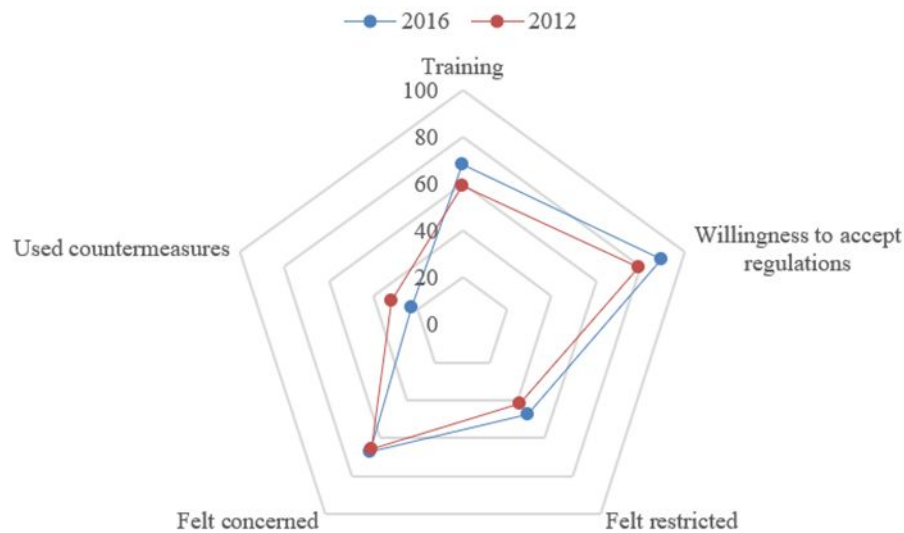 2016 2012
Training
100
80
60
40
20
0
Willingness to accept
regulations
Used countermeasures
Felt concerned
Felt restricted